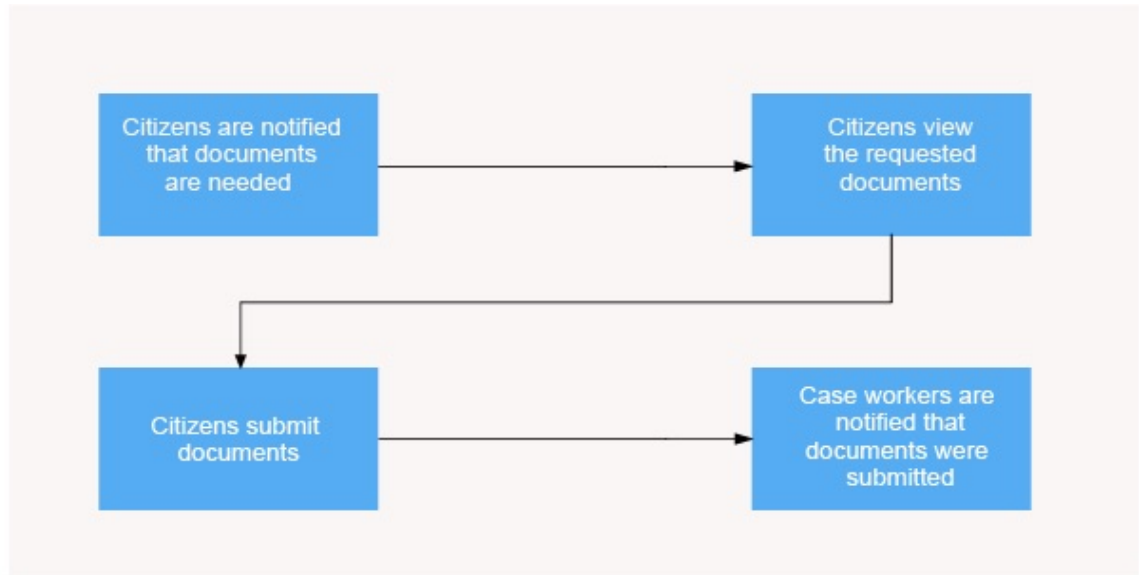 Citizens are notified
that documents
are needed
Citizens view
the requested
documents
Citizens submit
documents
Case workers are
notified that
documents were
submitted